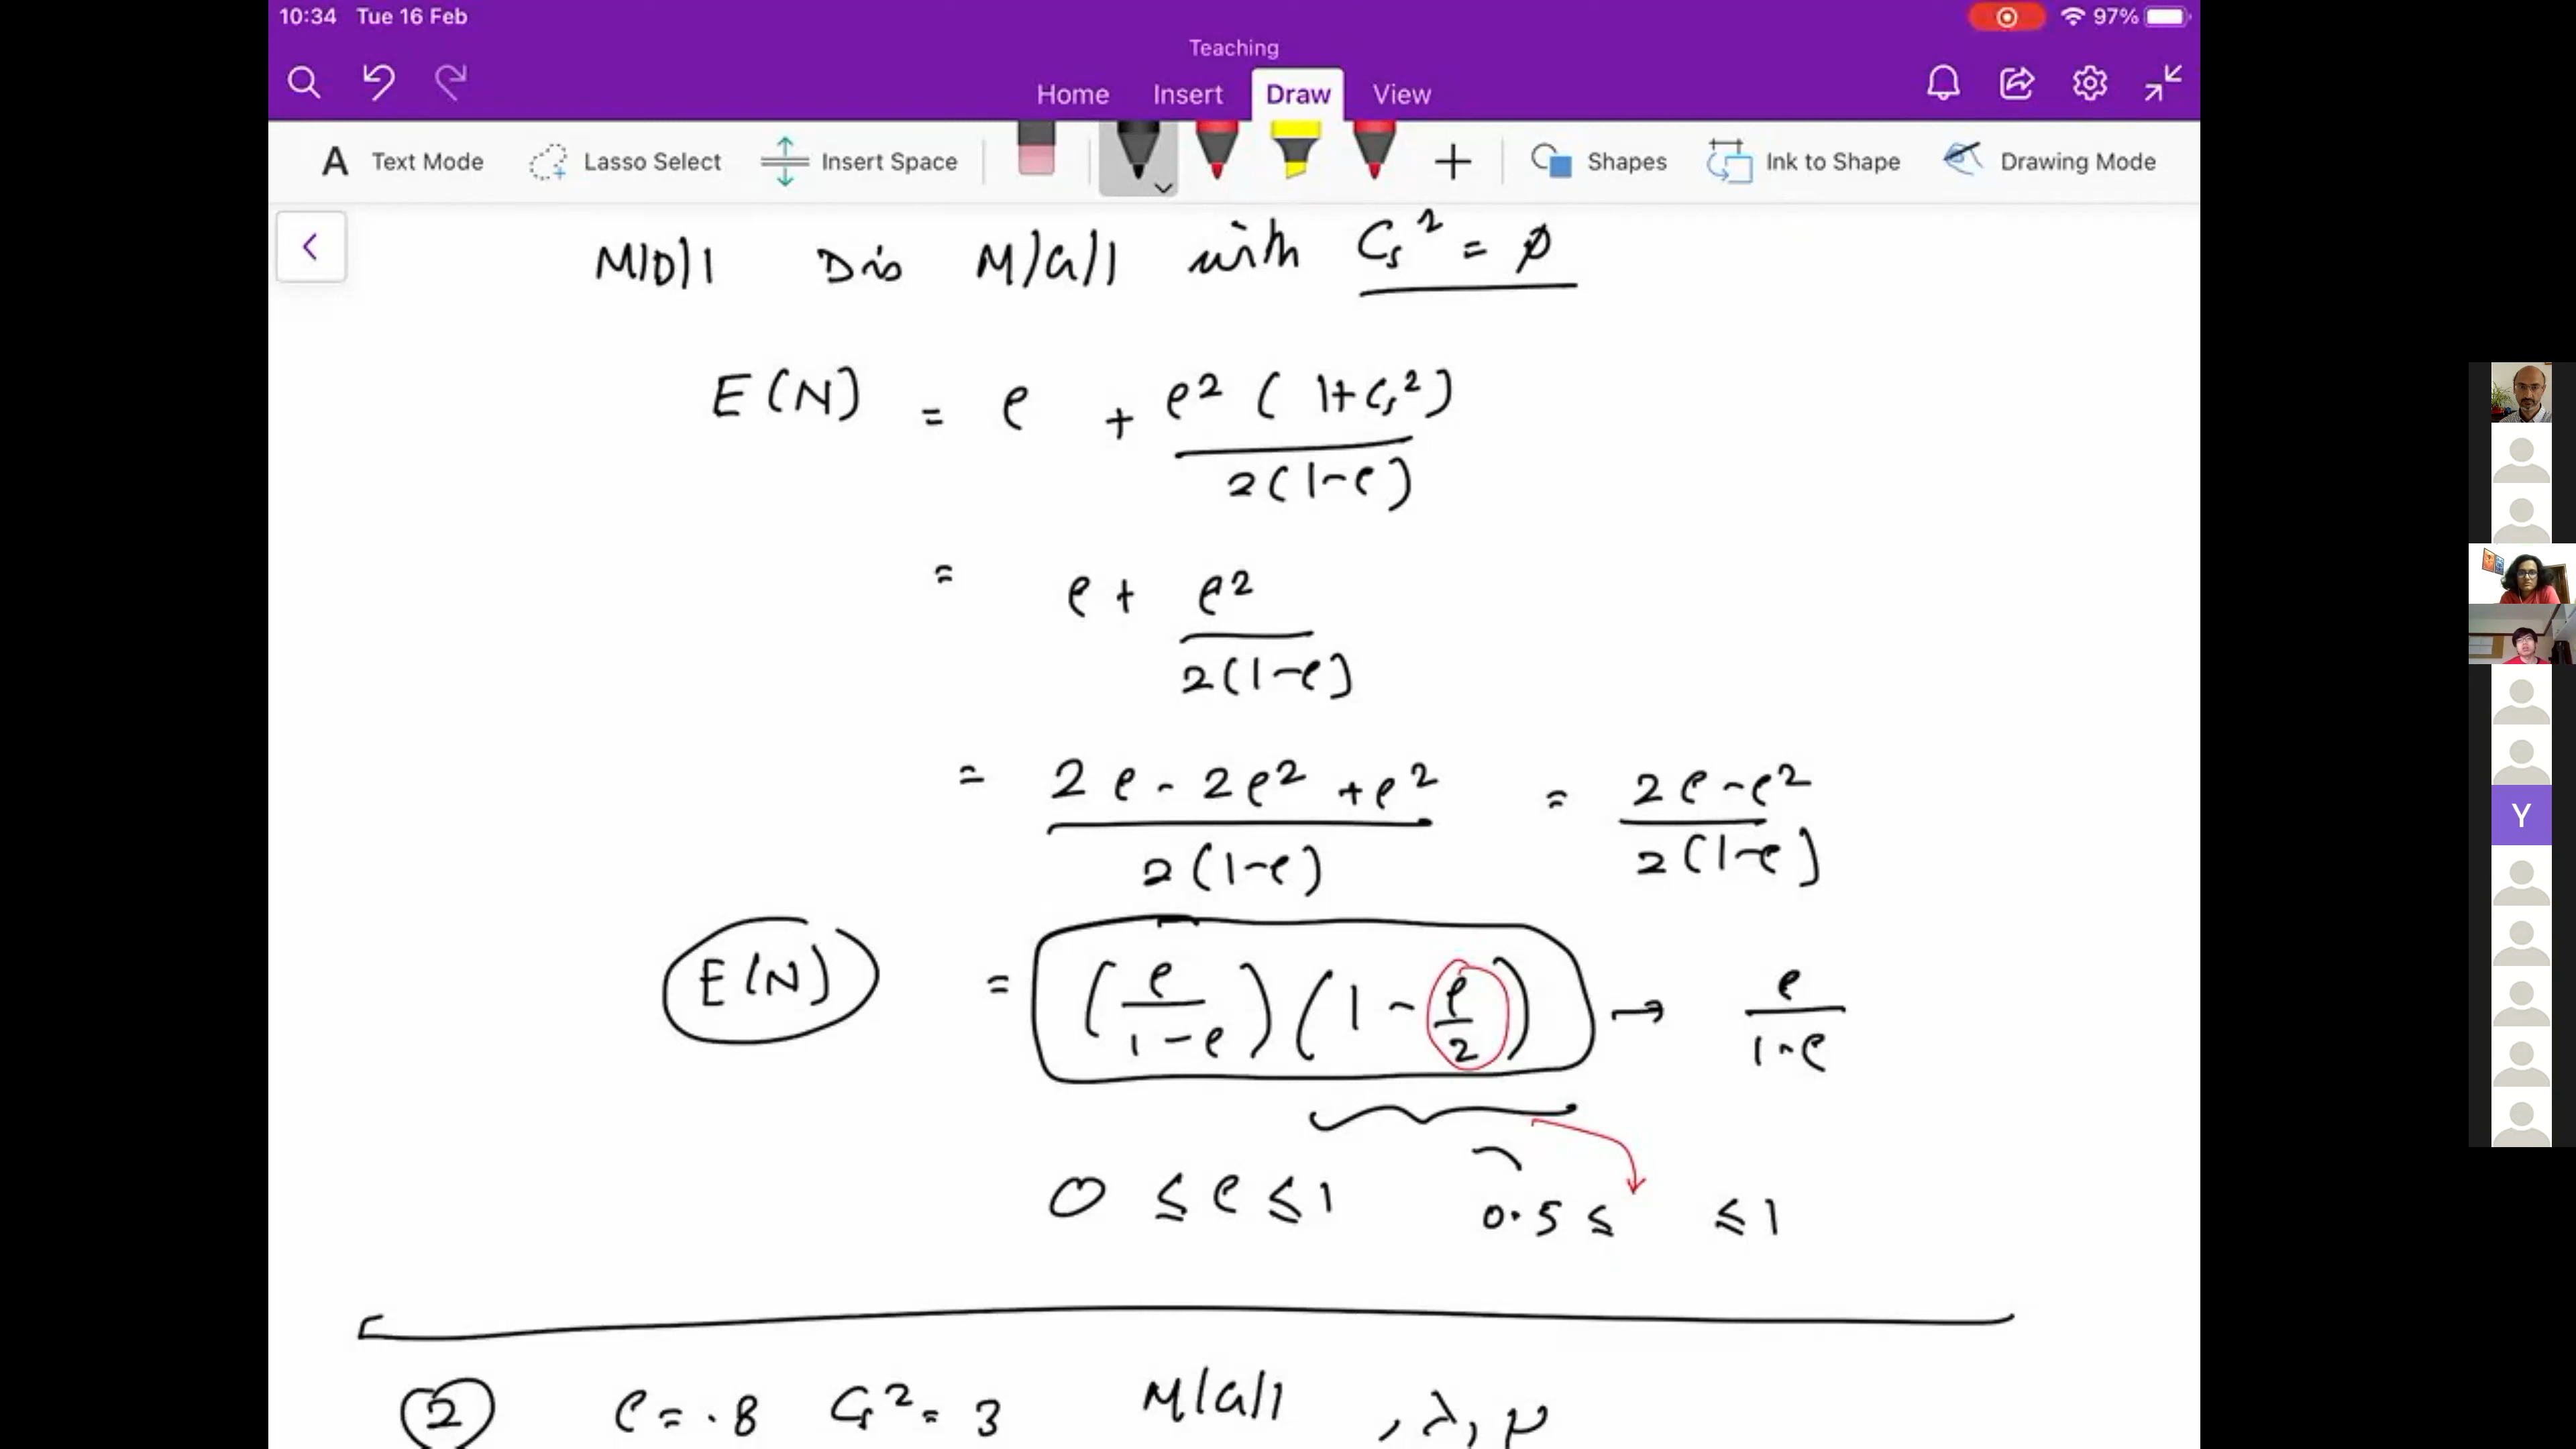 10:34 Tue 16 Feb 97%
Teaching
Home Insert Draw View
A Text Mode Lasso Select Insert Space Shapes Ink to Shape Drawing Mode
M/D/1 D is M/G/1 with Cs² = ø
E(N) = ρ + ρ² (1+Cs²) / 2(1-ρ)
= ρ + ρ² / 2(1-ρ)
= 2ρ - 2ρ² + ρ² / 2(1-ρ) = 2ρ - ρ² / 2(1-ρ)
E(N) = (ρ / 1-ρ) (1 - ρ/2) → ρ / 1-ρ
0 ≤ ρ ≤ 1 0.5 ≤ ≤ 1
Y
② ρ = .8 Cs² = 3 M/G/1 , λ, μ